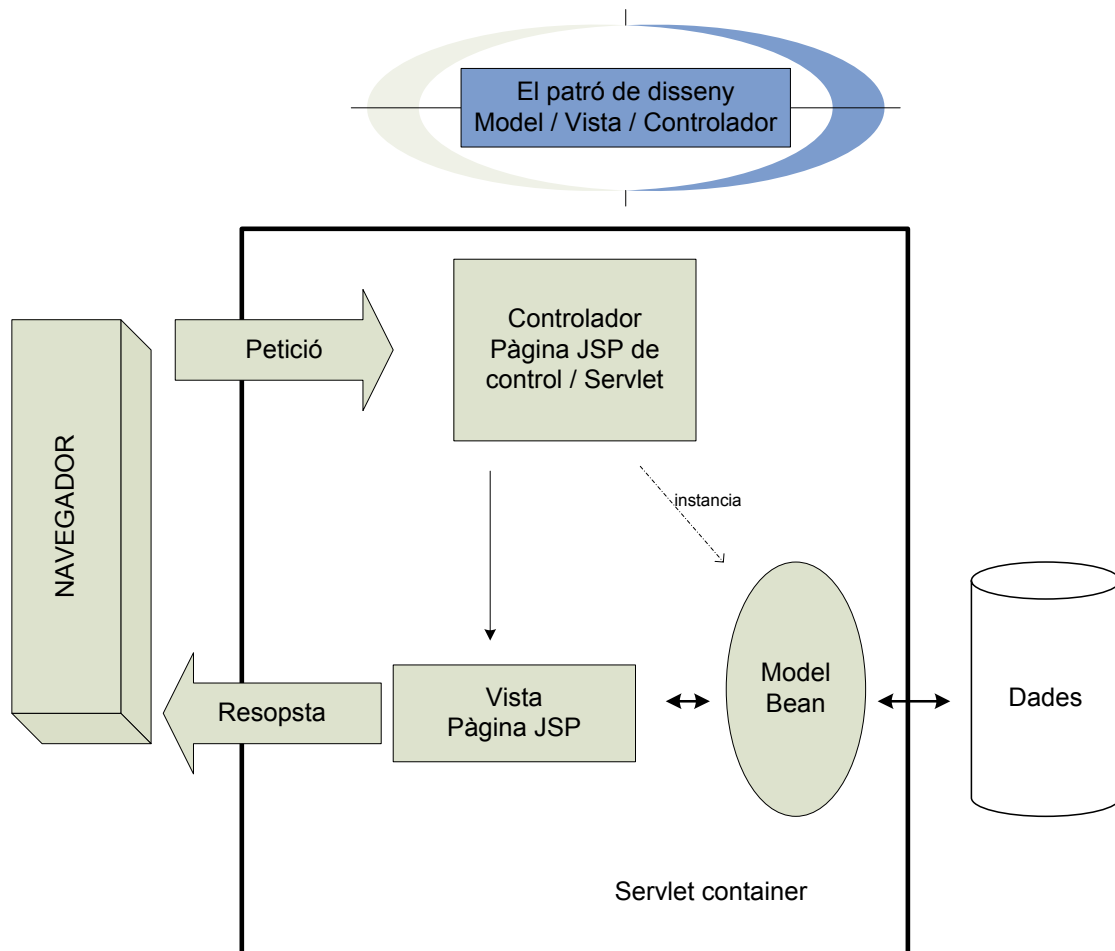 El patró de disseny
Model / Vista / Controlador
Controlador
Pàgina JSP de
control / Servlet
Petició
NAVEGADOR
instancia
Model
Bean
Dades
Vista
Pàgina JSP
Resopsta
Servlet container